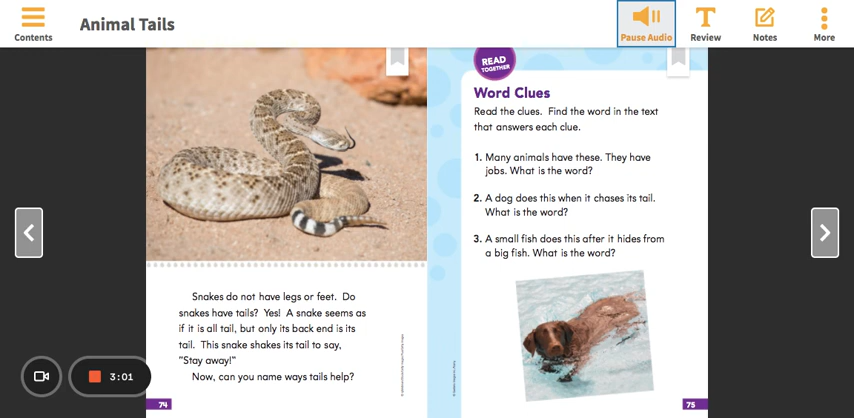 Contents
Animal Tails
Pause Audio
Review
Notes
More
Snakes do not have legs or feet. Do
snakes have tails? Yes! A snake seems as
if it is all tail, but only its back end is its
tail. This snake shakes its tail to say,
"Stay away!"
Now, can you name ways tails help?
3:01
74
READ
TOGETHER
Word Clues
Read the clues. Find the word in the text
that answers each clue.
1. Many animals have these. They have
jobs. What is the word?
2. A dog does this when it chases its tail.
What is the word?
3. A small fish does this after it hides from
a big fish. What is the word?
75